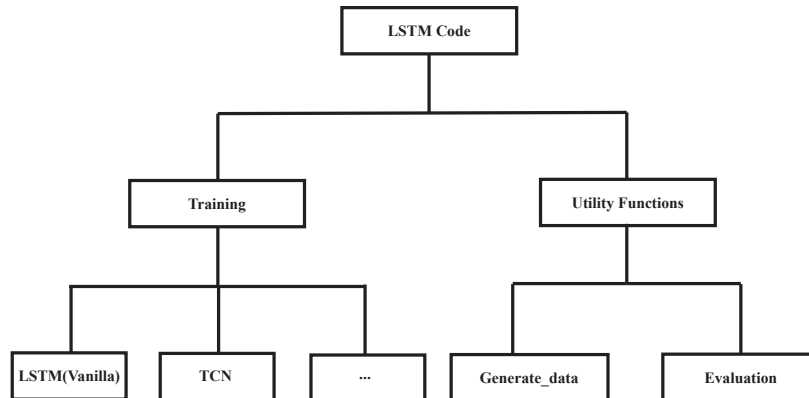 LSTM Code
Training
Utility Functions
LSTM(Vanilla)
TCN
...
Generate_data
Evaluation